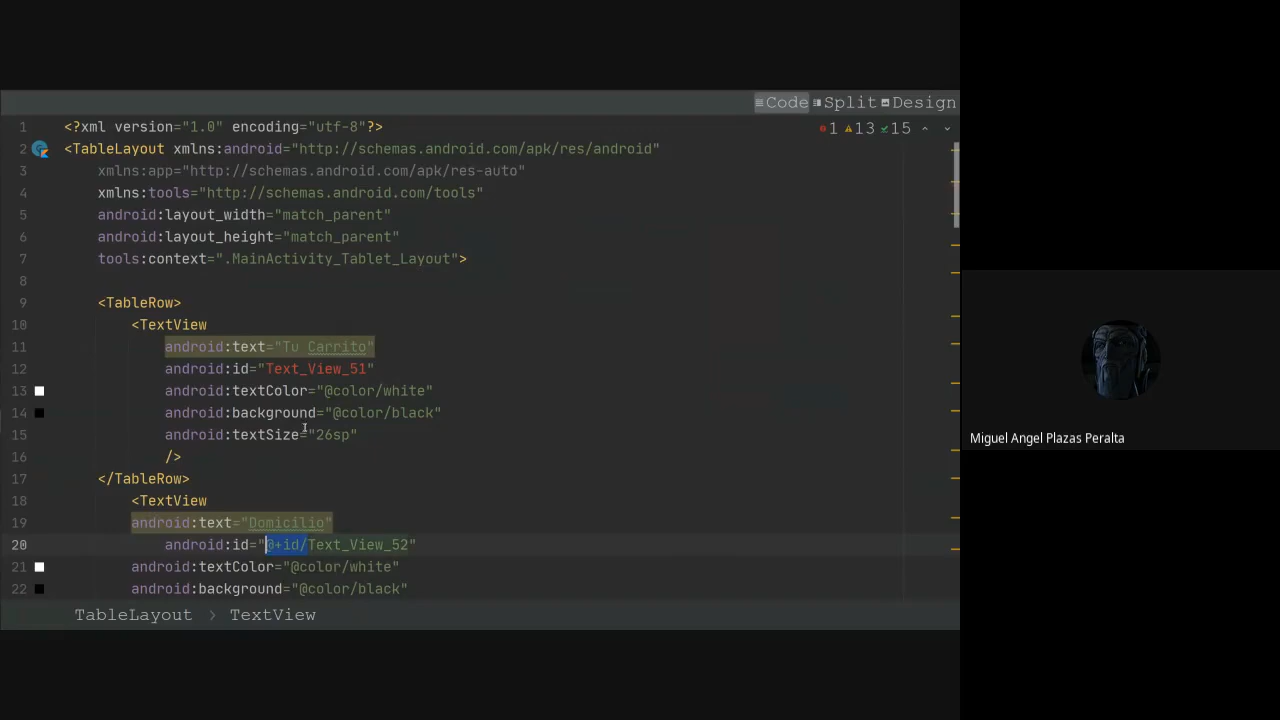 Code Split Design
1 <?xml version="1.0" encoding="utf-8"?> 1 13 15
2 <TableLayout xmlns:android="http://schemas.android.com/apk/res/android"
3 xmlns:app="http://schemas.android.com/apk/res-auto"
4 xmlns:tools="http://schemas.android.com/tools"
5 android:layout_width="match_parent"
6 android:layout_height="match_parent"
7 tools:context=".MainActivity_Tablet_Layout">
8
9 <TableRow>
10 <TextView
11 android:text="Tu Carrito"
12 android:id="Text_View_51"
13 android:textColor="@color/white"
14 android:background="@color/black"
15 android:textSize="26sp"
16 />
17 </TableRow>
18 <TextView
19 android:text="Domicilio"
20 android:id="@+id/Text_View_52"
21 android:textColor="@color/white"
22 android:background="@color/black"
TableLayout > TextView
Miguel Angel Plazas Peralta